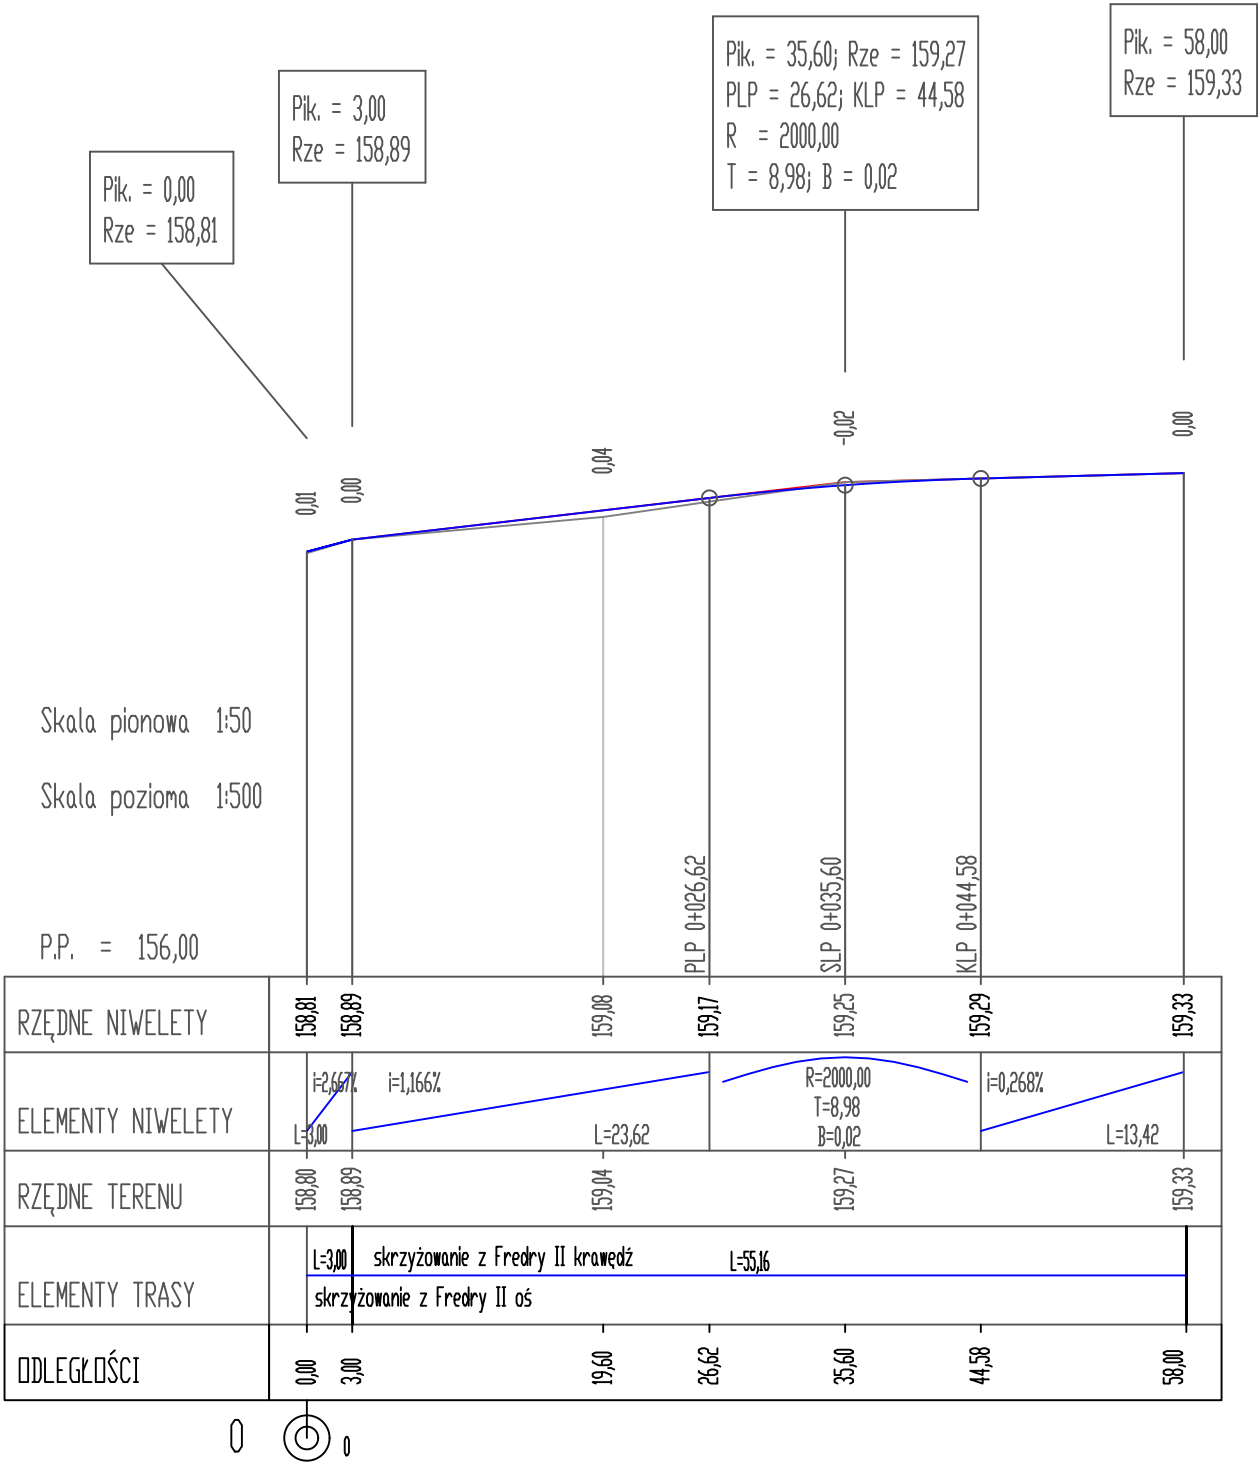 Pik. = 0,00
Rze = 158,81
Pik. = 3,00
Rze = 158,89
Pik. = 35,60; Rze = 159,27
PLP = 26,62; KLP = 44,58
R = 2000,00
T = 8,98; B = 0,02
Pik. = 58,00
Rze = 159,33
0,01
0,00
0,04
-0,02
0,00
Skala pionowa 1:50
Skala pozioma 1:500
P.P. = 156,00
PLP 0+026,62
SLP 0+035,60
KLP 0+044,58
RZĘDNE NIWELETY 158,81 158,89 159,08 159,17 159,25 159,29 159,33
ELEMENTY NIWELETY
i=2,667%
L=3,00
i=1,166%
L=23,62
R=2000,00
T=8,98
B=0,02
i=0,268%
L=13,42
RZĘDNE TERENU 158,80 158,89 159,04 159,27 159,33
ELEMENTY TRASY
L=3,00 skrzyżowanie z Fredry II krawędź L=55,16
skrzyżowanie z Fredry II oś
ODLEGŁOŚCI 0,00 3,00 19,60 26,62 35,60 44,58 58,00
0 0